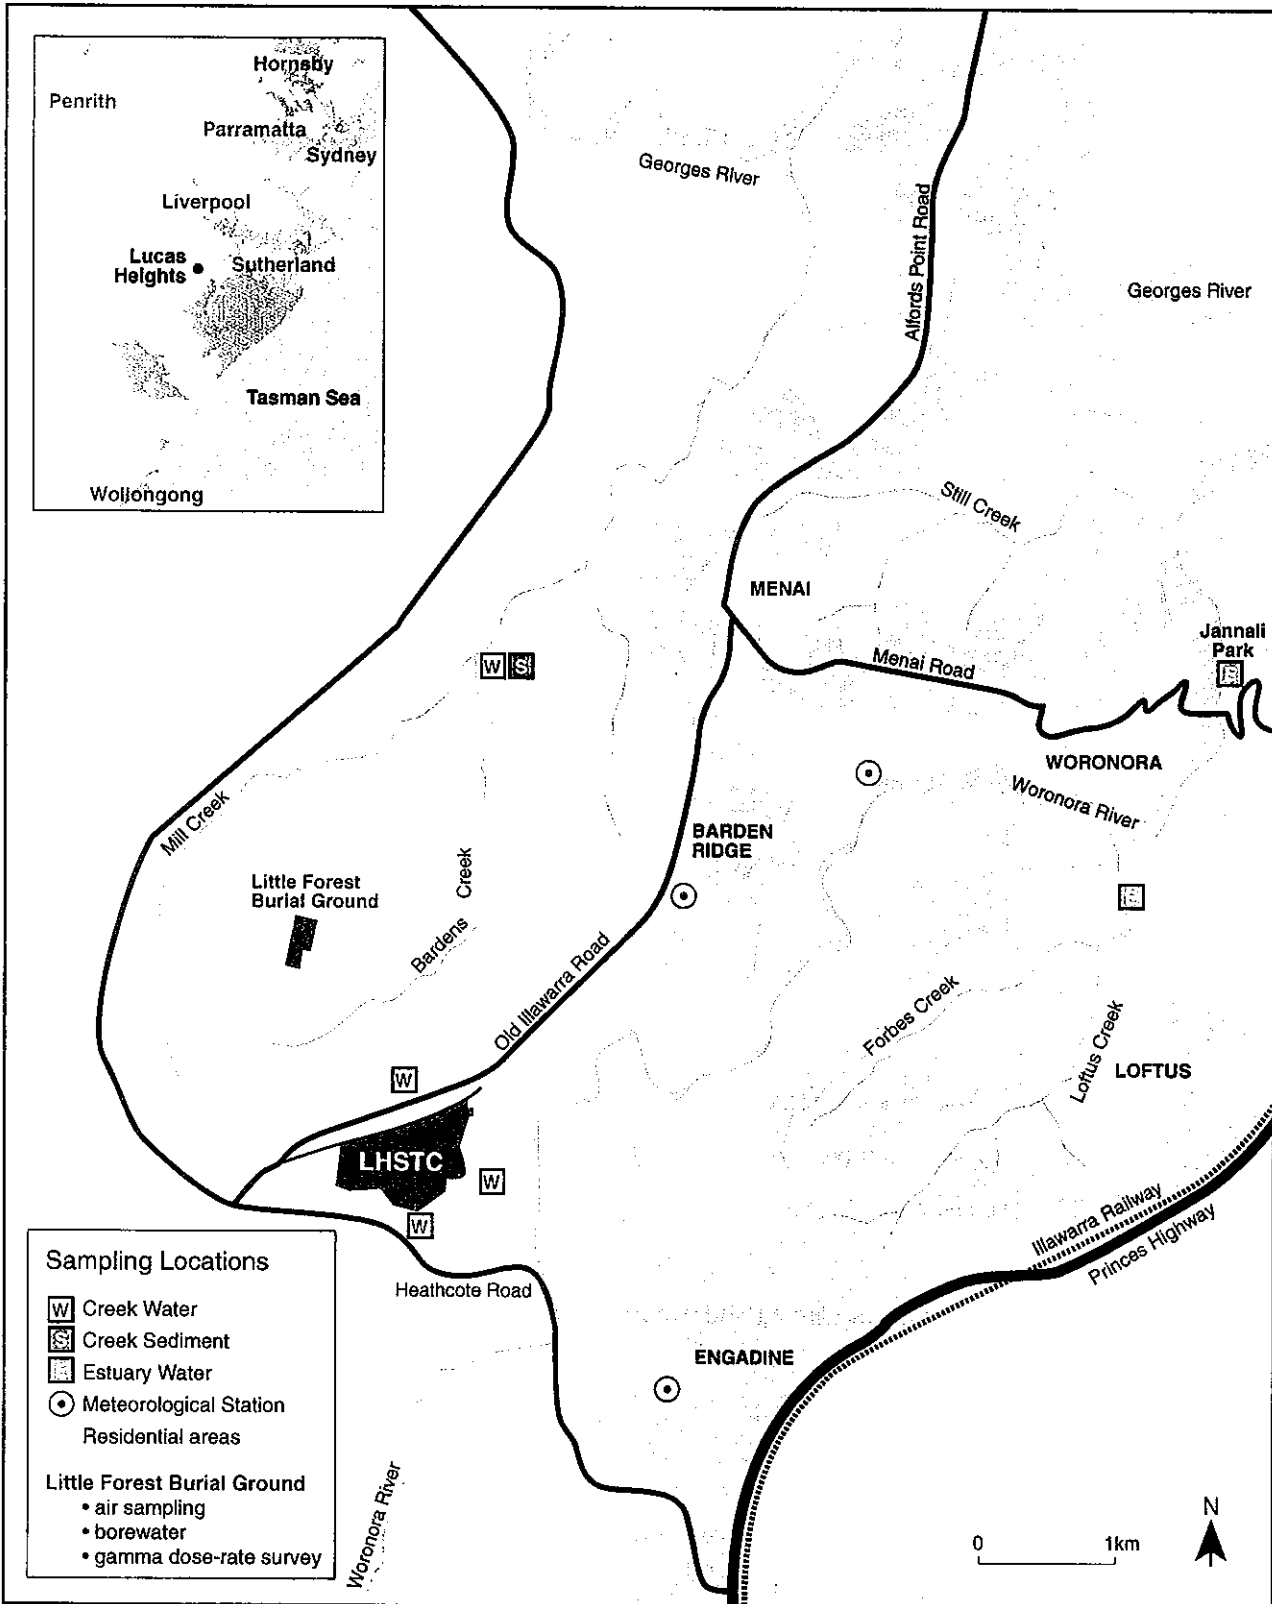 Hornsby
Penrith
Parramatta
Sydney
Liverpool
Lucas
Heights
Sutherland
Tasman Sea
Wollongong
Georges River
Alfords Point Road
Georges River
Still Creek
MENAI
Jannali
Park
W
S
E
Menai Road
WORONORA
Woronora River
Mill Creek
BARDEN
RIDGE
Little Forest
Burial Ground
Bardens Creek
E
Old Illawarra Road
Forbes Creek
Loftus Creek
LOFTUS
W
LHSTC
W
W
Heathcote Road
Illawarra Railway
Princes Highway
ENGADINE
Woronora River
Sampling Locations
W Creek Water
S Creek Sediment
E Estuary Water
Meteorological Station
Residential areas
Little Forest Burial Ground
• air sampling
• borewater
• gamma dose-rate survey
0 1km
N